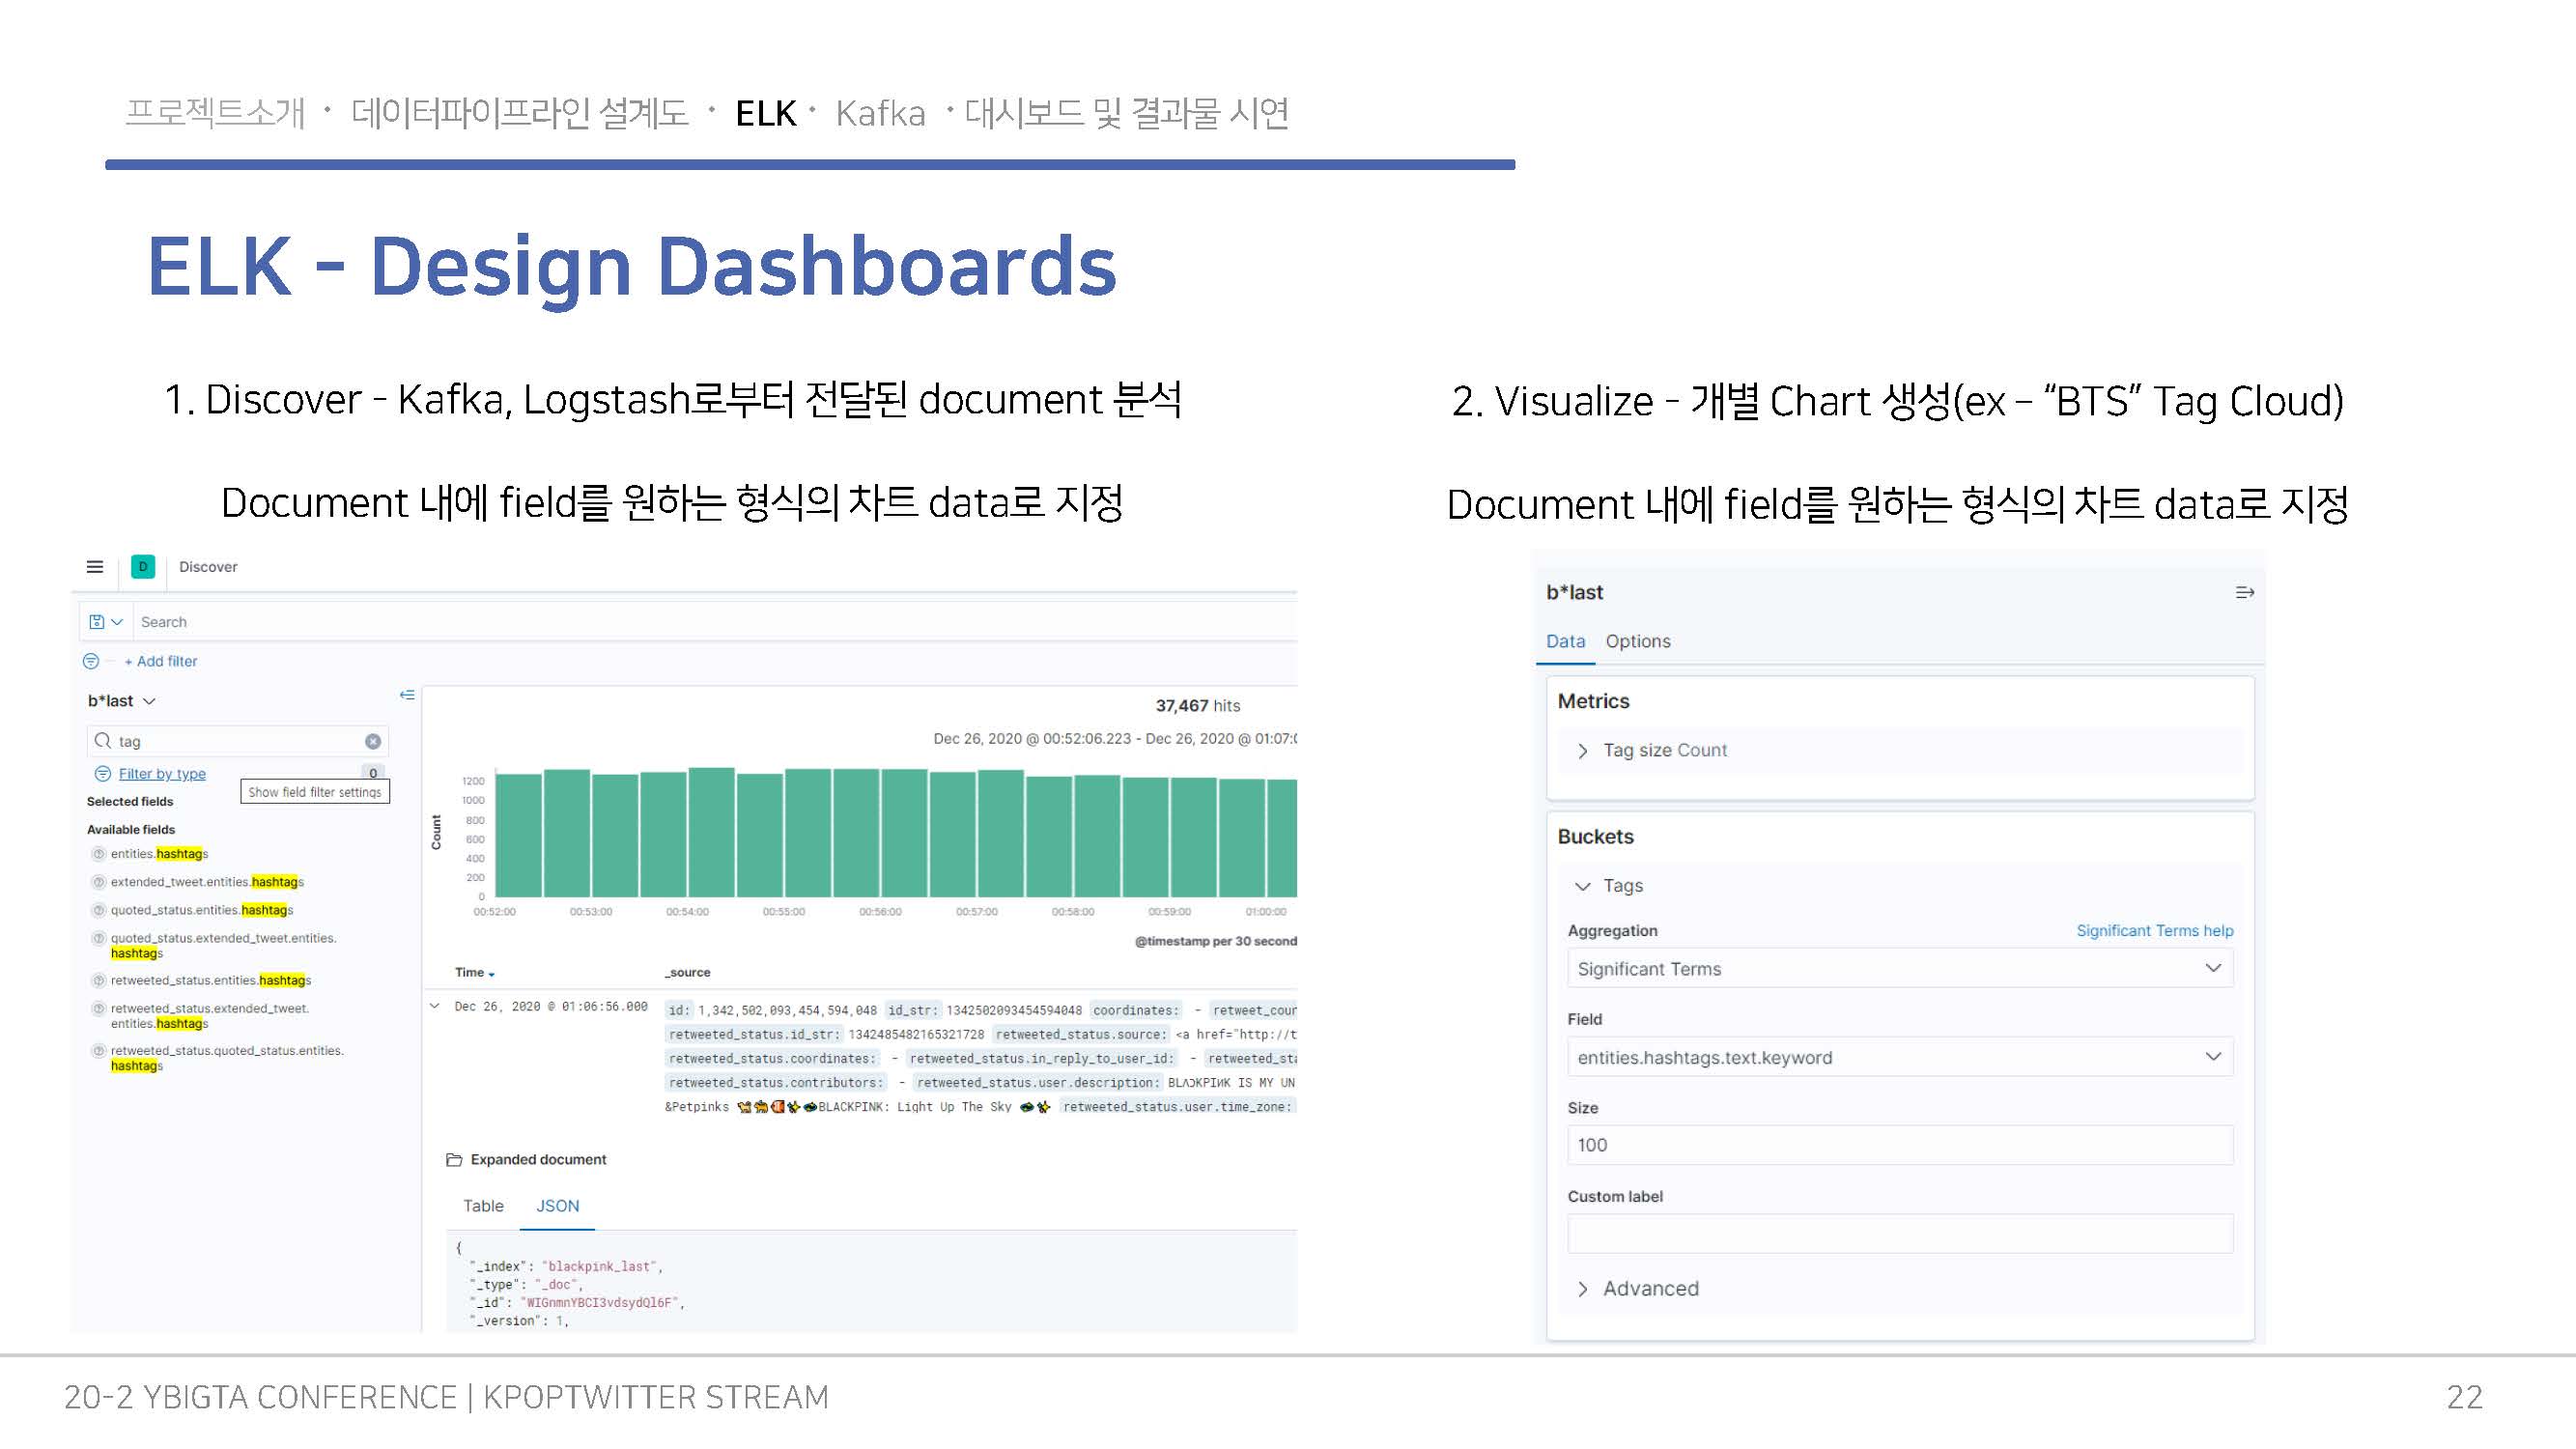 프로젝트소개 · 데이터파이프라인 설계도 · ELK · Kafka · 대시보드 및 결과물 시연
ELK - Design Dashboards
1. Discover - Kafka, Logstash로부터 전달된 document 분석
Document 내에 field를 원하는 형식의 차트 data로 지정
D Discover
Search
+ Add filter
b*last
tag
Filter by type 0
Show field filter settings
Selected fields
Available fields
entities.hashtags
extended_tweet.entities.hashtags
quoted_status.entities.hashtags
quoted_status.extended_tweet.entities.
hashtags
retweeted_status.entities.hashtags
retweeted_status.extended_tweet.
entities.hashtags
retweeted_status.quoted_status.entities.
hashtags
37,467 hits
Dec 26, 2020 @ 00:52:06.223 - Dec 26, 2020 @ 01:07:0
Count
1200
1000
800
600
400
200
0
00:52:00 00:53:00 00:54:00 00:55:00 00:56:00 00:57:00 00:58:00 00:59:00 01:00:00
@timestamp per 30 second
Time _source
Dec 26, 2020 @ 01:06:56.000 id: 1,342,502,093,454,594,048 id_str: 1342502093454594048 coordinates: - retweet_cour
retweeted_status.id_str: 1342485482165321728 retweeted_status.source: <a href="http://t
retweeted_status.coordinates: - retweeted_status.in_reply_to_user_id: - retweeted_sta
retweeted_status.contributors: - retweeted_status.user.description: BLΛƆKPIИK IS MY UN
&Petpinks 🐆🐅🥩✨👁BLACKPINK: Light Up The Sky 👁✨ retweeted_status.user.time_zone:
Expanded document
Table JSON
{
"_index": "blackpink_last",
"_type": "_doc",
"_id": "WIGnmnYBCI3vdsydQl6F",
"_version": 1,
2. Visualize - 개별 Chart 생성(ex – “BTS” Tag Cloud)
Document 내에 field를 원하는 형식의 차트 data로 지정
b*last
Data Options
Metrics
Tag size Count
Buckets
Tags
Aggregation Significant Terms help
Significant Terms
Field
entities.hashtags.text.keyword
Size
100
Custom label
Advanced
20-2 YBIGTA CONFERENCE | KPOPTWITTER STREAM
22